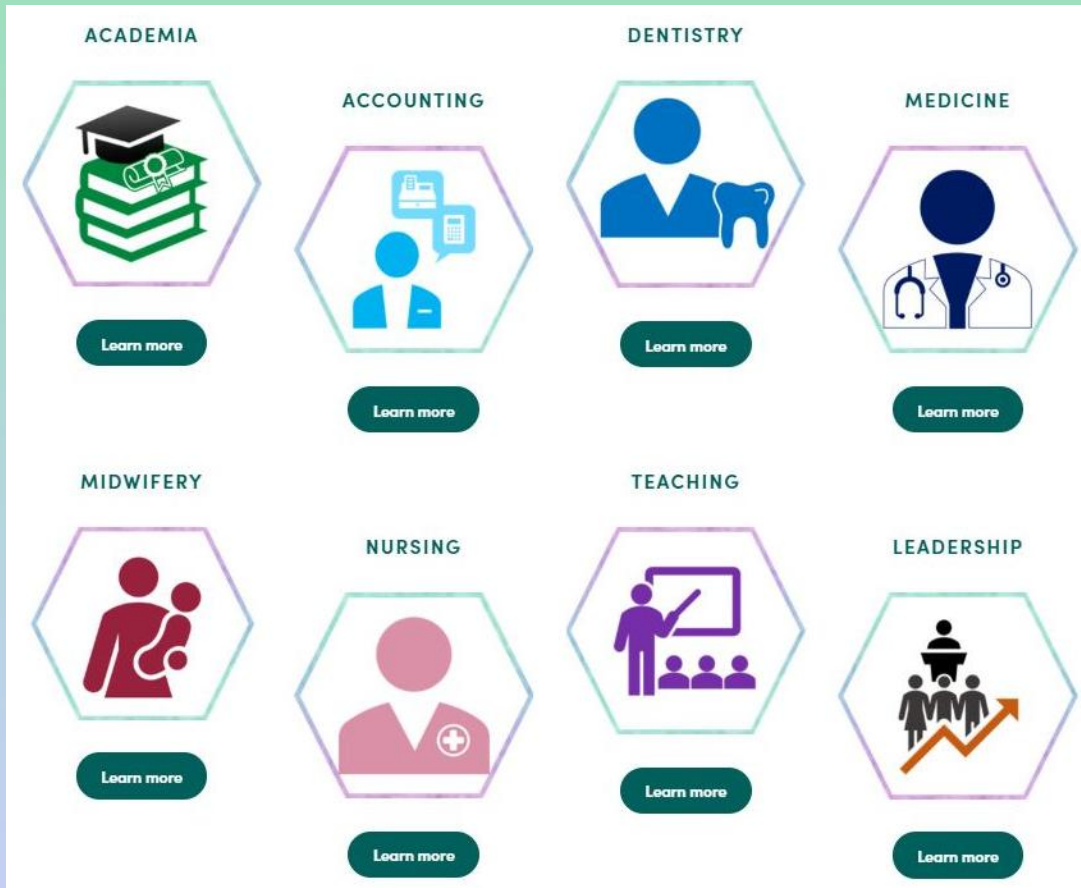 ACADEMIA
Learn more
ACCOUNTING
Learn more
DENTISTRY
Learn more
MEDICINE
Learn more
MIDWIFERY
Learn more
NURSING
Learn more
TEACHING
Learn more
LEADERSHIP
Learn more